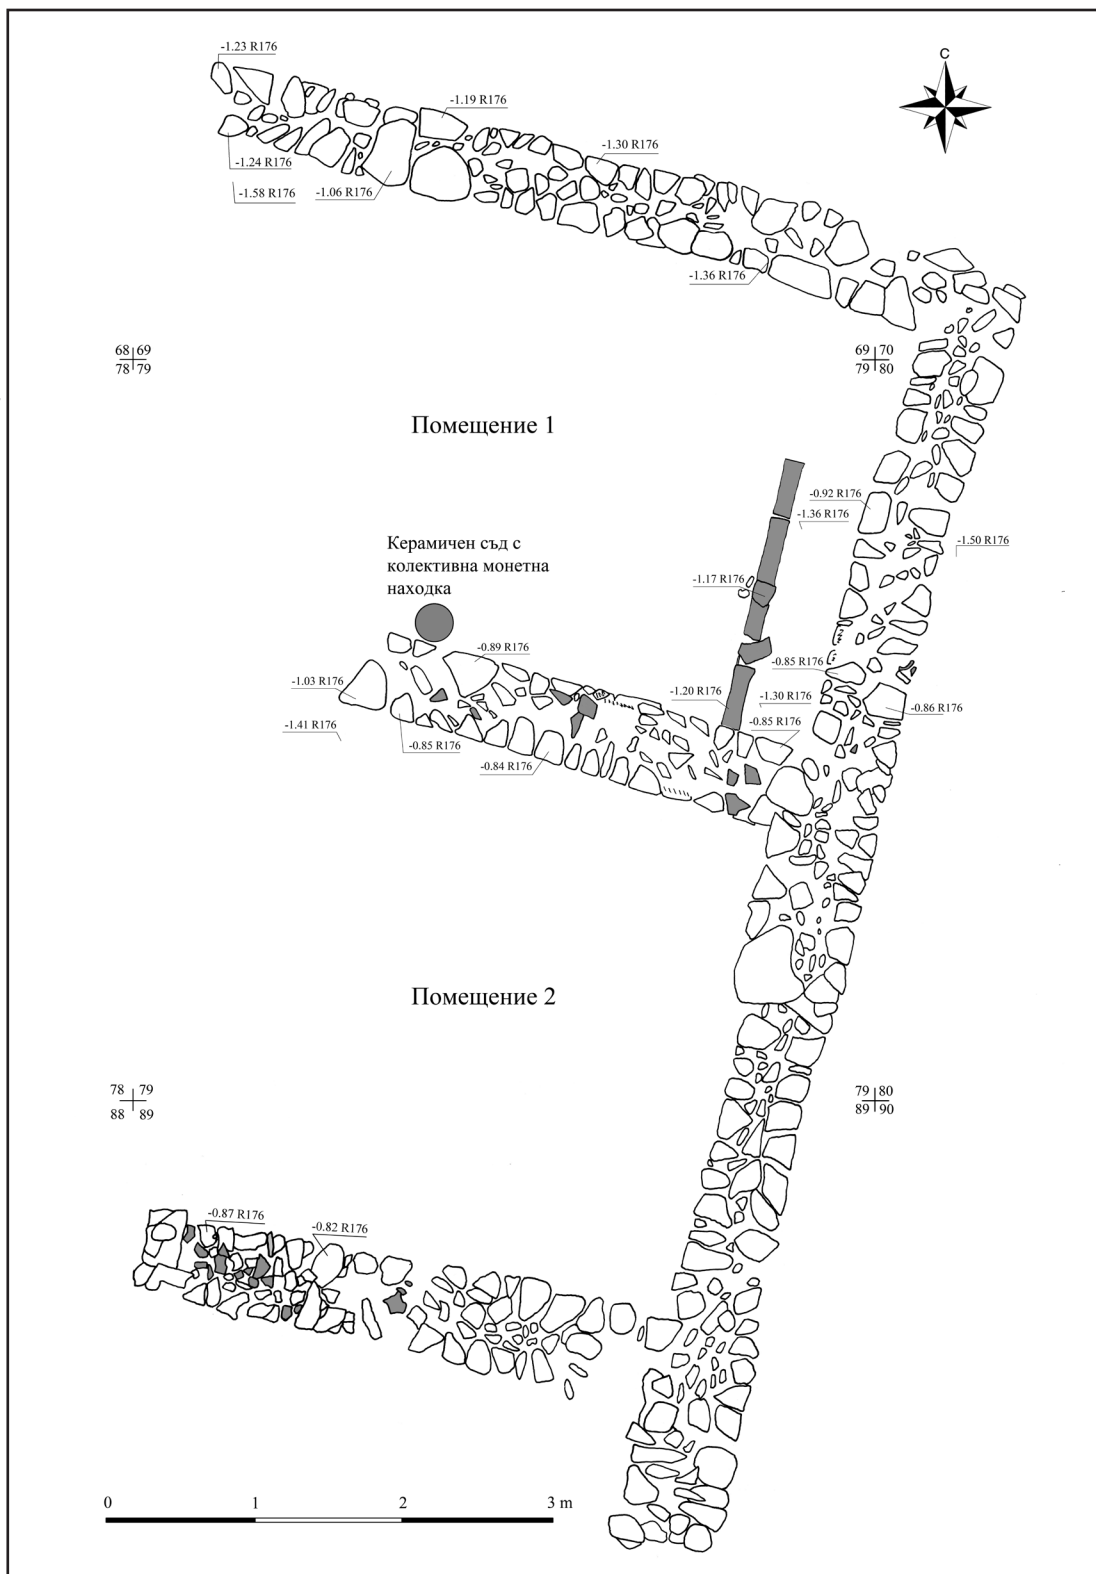 -1.23 R176
С
-1.19 R176
-1.30 R176
-1.24 R176
-1.58 R176
-1.06 R176
-1.36 R176
68 69
78 79
69 70
79 80
Помещение 1
-0.92 R176
-1.36 R176
-1.50 R176
Керамичен съд с
колективна монетна
находка
-1.17 R176
-0.89 R176
-0.85 R176
-1.03 R176
-1.20 R176
-1.30 R176
-0.86 R176
-1.41 R176
-0.85 R176
-0.85 R176
-0.84 R176
Помещение 2
78 79
88 89
79 80
89 90
-0.87 R176
-0.82 R176
0 1 2 3 m